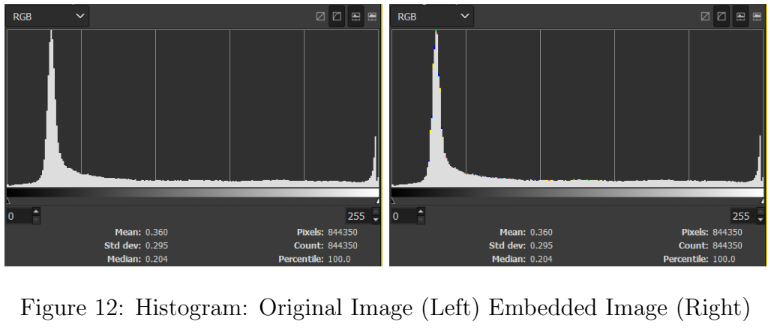 RGB
RGB
0 255
0 255
Mean: 0.360 Pixels: 844350
Std dev: 0.295 Count: 844350
Median: 0.204 Percentile: 100.0
Mean: 0.360 Pixels: 844350
Std dev: 0.295 Count: 844350
Median: 0.204 Percentile: 100.0
Figure 12: Histogram: Original Image (Left) Embedded Image (Right)